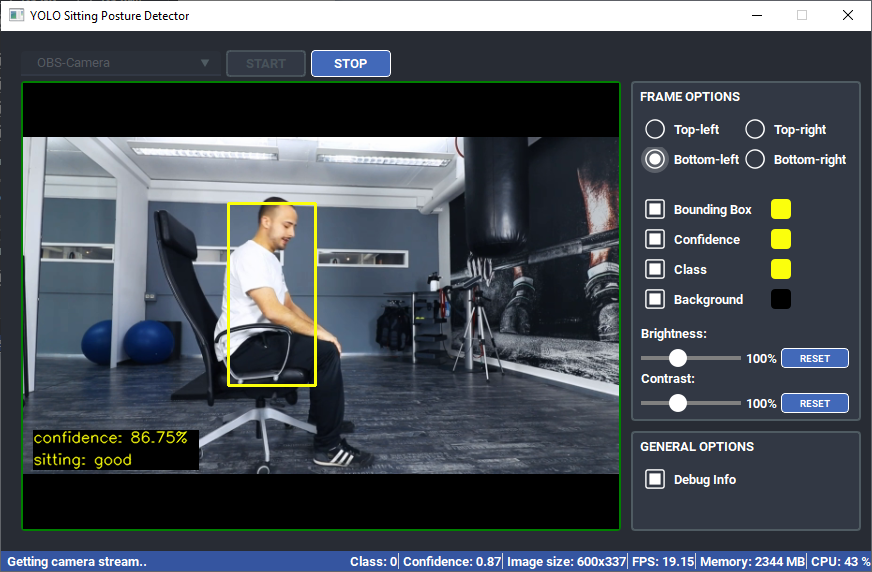 YOLO Sitting Posture Detector
OBS-Camera
START
STOP
FRAME OPTIONS
Top-left
Top-right
Bottom-left
Bottom-right
Bounding Box
Confidence
Class
Background
Brightness:
100%
RESET
Contrast:
100%
RESET
confidence: 86.75%
sitting: good
GENERAL OPTIONS
Debug Info
Getting camera stream..
Class: 0
Confidence: 0.87
Image size: 600x337
FPS: 19.15
Memory: 2344 MB
CPU: 43 %